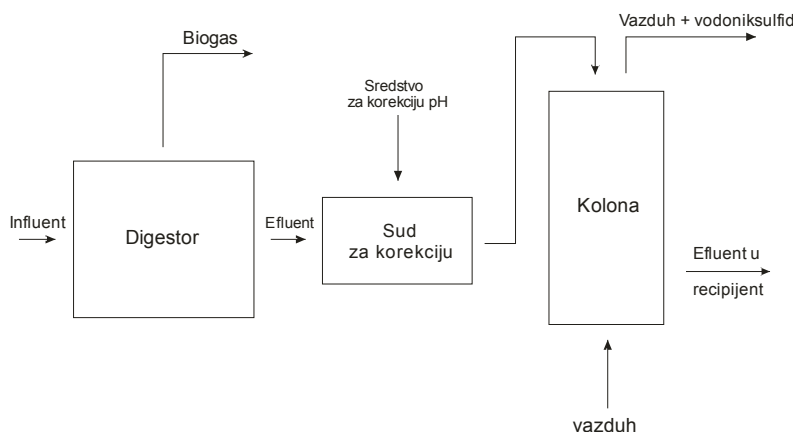 Vazduh + vodoniksulfid
Biogas
Sredstvo
za korekciju pH
Influent
Digestor
Efluent
Sud
za korekciju
Kolona
Efluent u
recipijent
vazduh